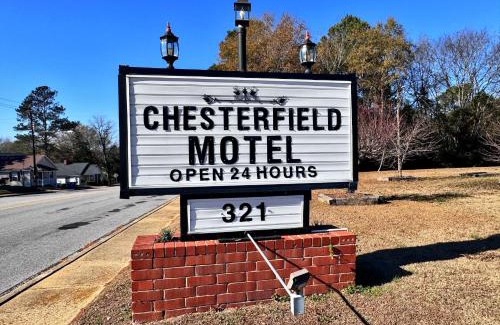 CHESTERFIELD
MOTEL
OPEN 24 HOURS
321